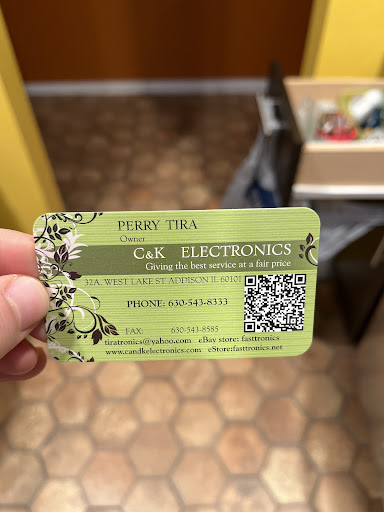 PERRY TIRA
Owner
C&K ELECTRONICS
Giving the best service at a fair price
32A. WEST LAKE ST ADDISON IL 60101
PHONE: 630-543-8333
FAX: 630-543-8585
tiratronics@yahoo.com eBay store: fasttronics
www.candkelectronics.com eStore:fasttronics.net